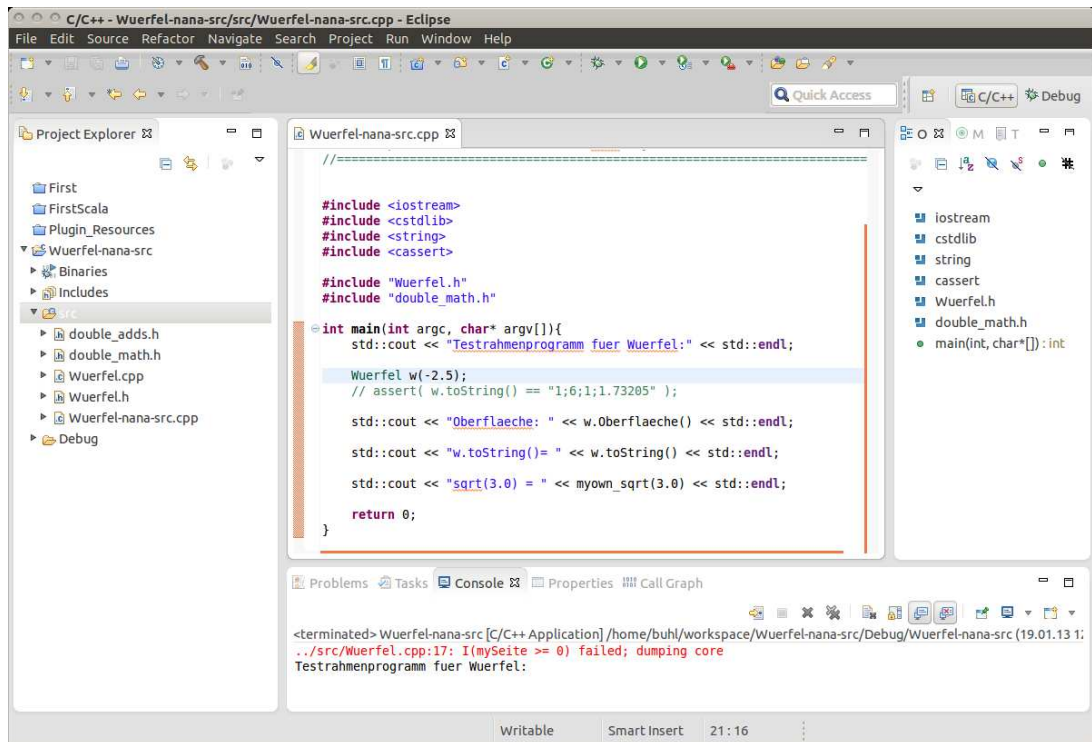 C/C++ - Wuerfel-nana-src/src/Wuerfel-nana-src.cpp - Eclipse
File Edit Source Refactor Navigate Search Project Run Window Help
Quick Access
C/C++ Debug
Project Explorer
First
FirstScala
Plugin_Resources
Wuerfel-nana-src
Binaries
Includes
src
double_adds.h
double_math.h
Wuerfel.cpp
Wuerfel.h
Wuerfel-nana-src.cpp
Debug
Wuerfel-nana-src.cpp
//=========================================================================
#include <iostream>
#include <cstdlib>
#include <string>
#include <cassert>
#include "Wuerfel.h"
#include "double_math.h"
int main(int argc, char* argv[]){
std::cout << "Testrahmenprogramm fuer Wuerfel:" << std::endl;
Wuerfel w(-2.5);
// assert( w.toString() == "1;6;1;1.73205" );
std::cout << "Oberflaeche: " << w.Oberflaeche() << std::endl;
std::cout << "w.toString()= " << w.toString() << std::endl;
std::cout << "sqrt(3.0) = " << myown_sqrt(3.0) << std::endl;
return 0;
}
O M T
iostream
cstdlib
string
cassert
Wuerfel.h
double_math.h
main(int, char*[]) : int
Problems Tasks Console Properties Call Graph
<terminated> Wuerfel-nana-src [C/C++ Application] /home/buhl/workspace/Wuerfel-nana-src/Debug/Wuerfel-nana-src (19.01.13 1
../src/Wuerfel.cpp:17: I(mySeite >= 0) failed; dumping core
Testrahmenprogramm fuer Wuerfel:
Writable Smart Insert 21 : 16